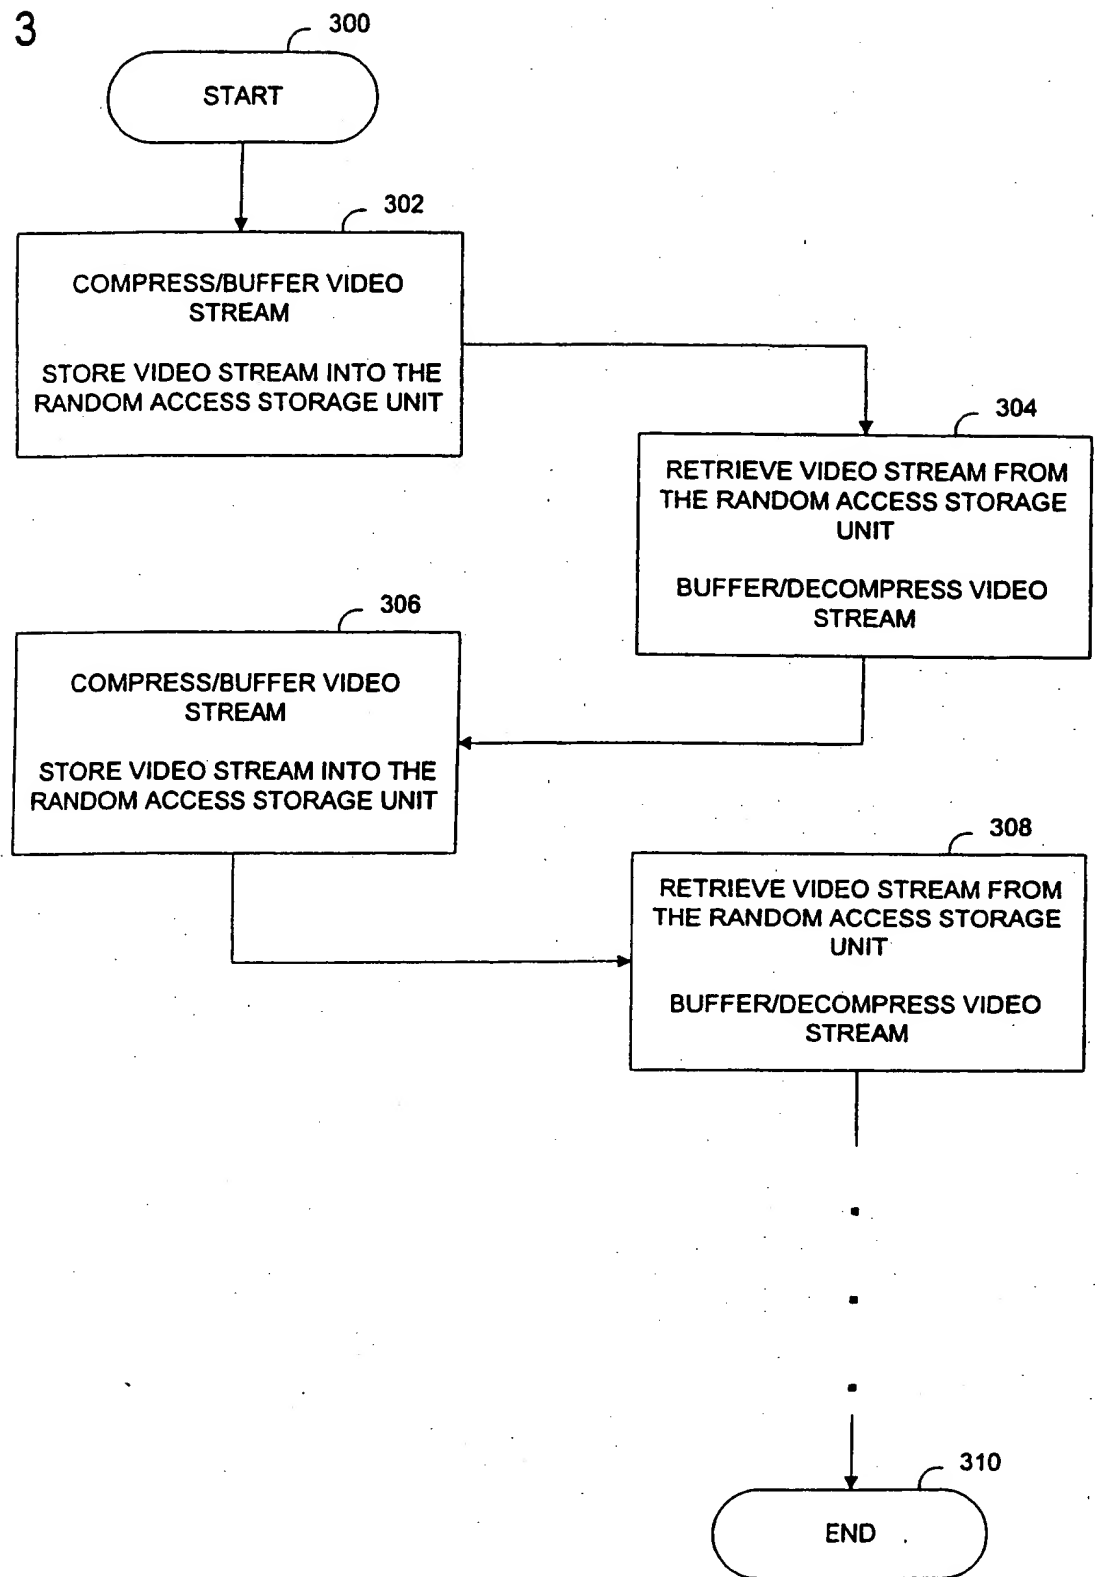 3
300
START
302
COMPRESS/BUFFER VIDEO
STREAM
STORE VIDEO STREAM INTO THE
RANDOM ACCESS STORAGE UNIT
304
RETRIEVE VIDEO STREAM FROM
THE RANDOM ACCESS STORAGE
UNIT
BUFFER/DECOMPRESS VIDEO
STREAM
306
COMPRESS/BUFFER VIDEO
STREAM
STORE VIDEO STREAM INTO THE
RANDOM ACCESS STORAGE UNIT
308
RETRIEVE VIDEO STREAM FROM
THE RANDOM ACCESS STORAGE
UNIT
BUFFER/DECOMPRESS VIDEO
STREAM
310
END